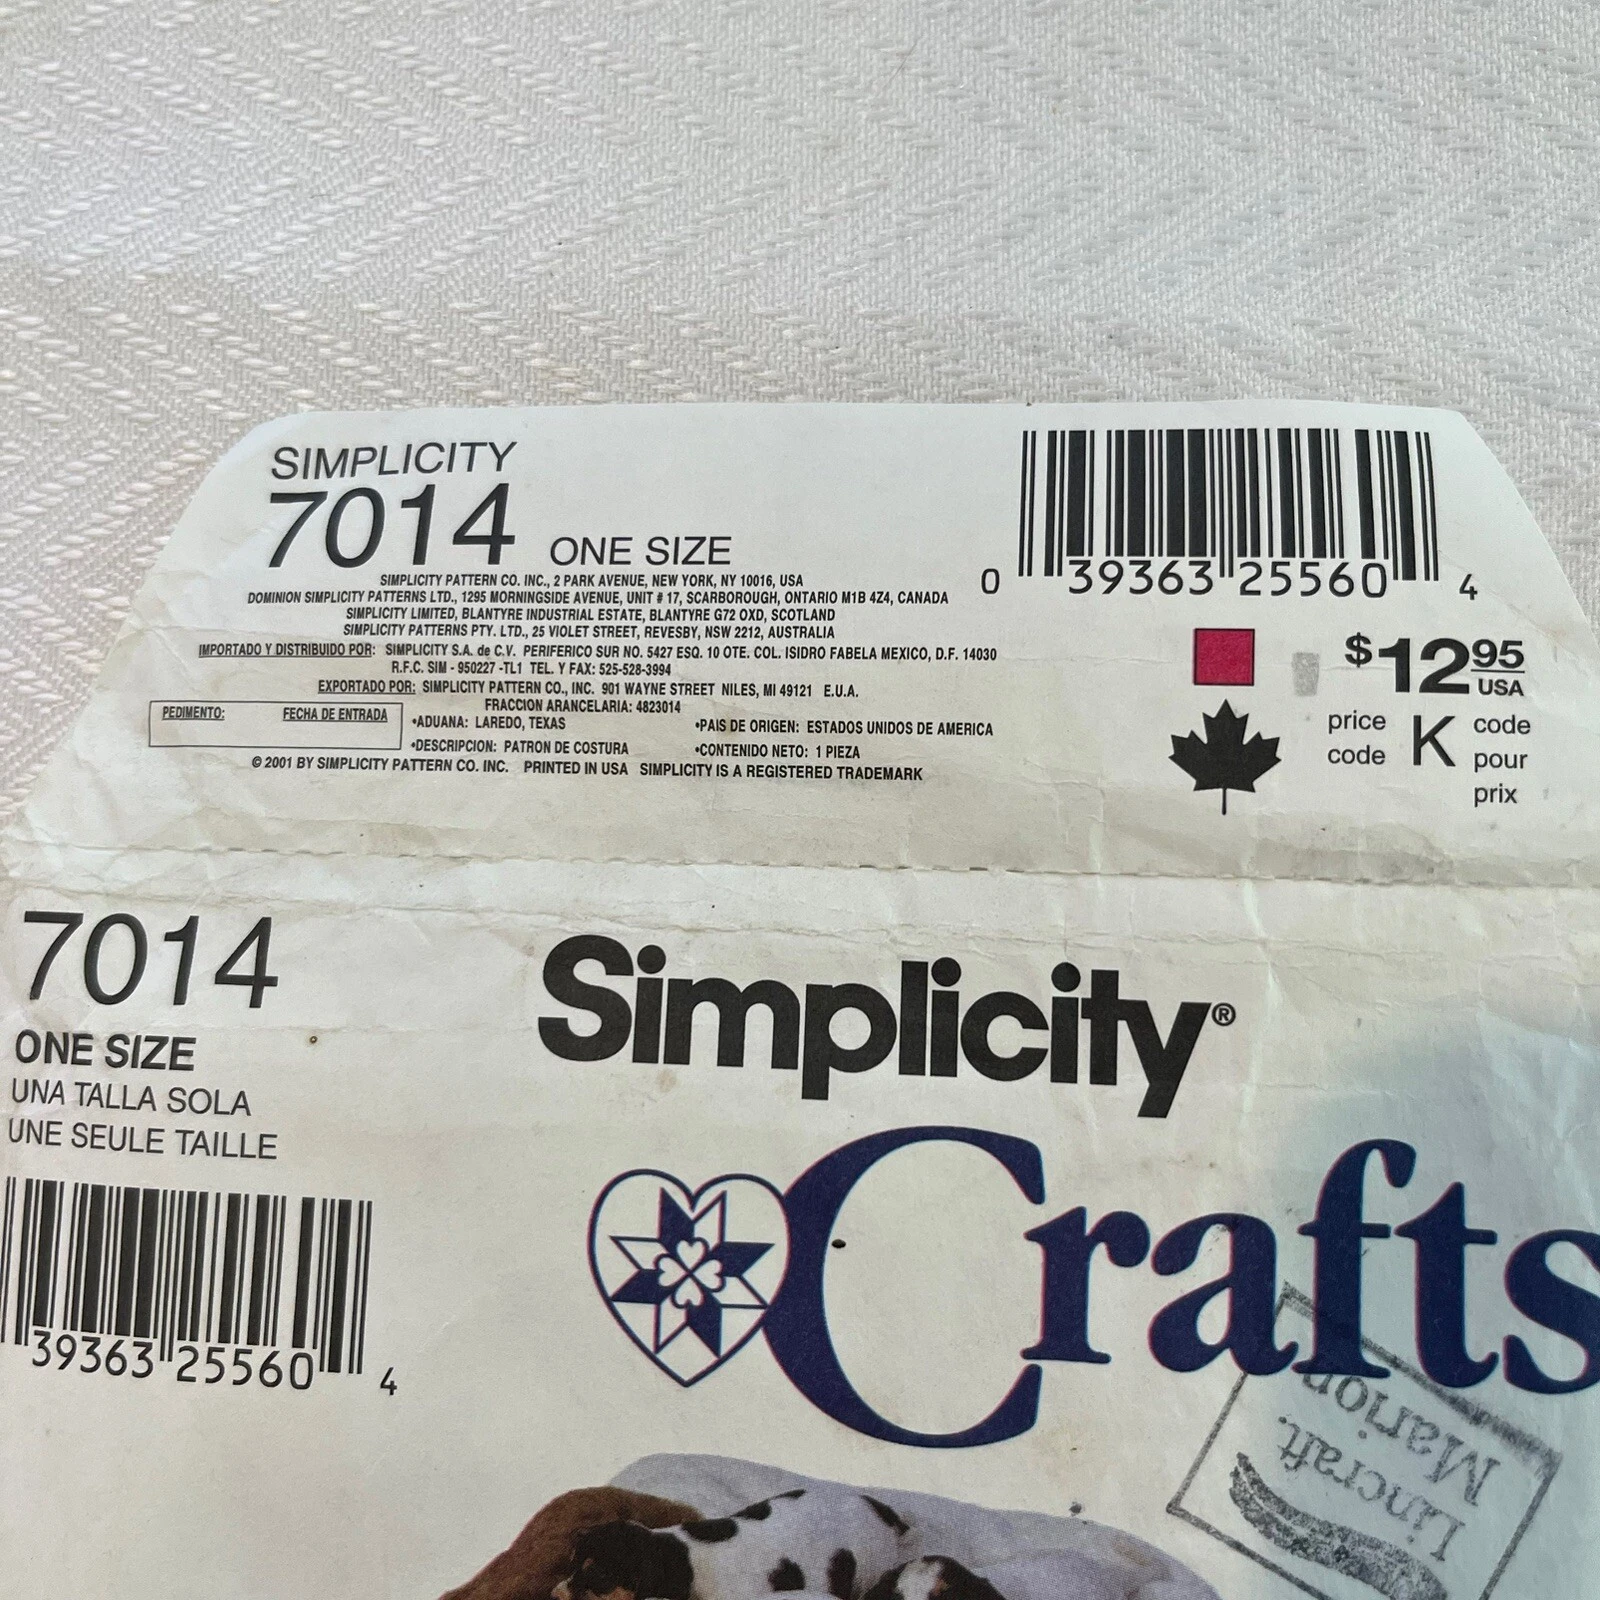 SIMPLICITY
7014 ONE SIZE
SIMPLICITY PATTERN CO. INC., 2 PARK AVENUE, NEW YORK, NY 10016, USA
DOMINION SIMPLICITY PATTERNS LTD., 1295 MORNINGSIDE AVENUE, UNIT # 17, SCARBOROUGH, ONTARIO M1B 4Z4, CANADA
SIMPLICITY LIMITED, BLANTYRE INDUSTRIAL ESTATE, BLANTYRE G72 OXD, SCOTLAND
SIMPLICITY PATTERNS PTY. LTD., 25 VIOLET STREET, REVESBY, NSW 2212, AUSTRALIA
IMPORTADO Y DISTRIBUIDO POR: SIMPLICITY S.A. de C.V. PERIFERICO SUR NO. 5427 ESQ. 10 OTE. COL. ISIDRO FABELA MEXICO, D.F. 14030
R.F.C. SIM - 950227 -TL1 TEL. Y FAX: 525-528-3994
EXPORTADO POR: SIMPLICITY PATTERN CO., INC. 901 WAYNE STREET NILES, MI 49121 E.U.A.
FRACCION ARANCELARIA: 4823014
PEDIMENTO: FECHA DE ENTRADA
•ADUANA: LAREDO, TEXAS •PAIS DE ORIGEN: ESTADOS UNIDOS DE AMERICA
•DESCRIPCION: PATRON DE COSTURA •CONTENIDO NETO: 1 PIEZA
© 2001 BY SIMPLICITY PATTERN CO. INC. PRINTED IN USA SIMPLICITY IS A REGISTERED TRADEMARK
0 39363 25560 4
$12 95
USA
price code K code pour prix
7014
ONE SIZE
UNA TALLA SOLA
UNE SEULE TAILLE
39363 25560 4
Simplicity®
Crafts
Lincraft.
Marion